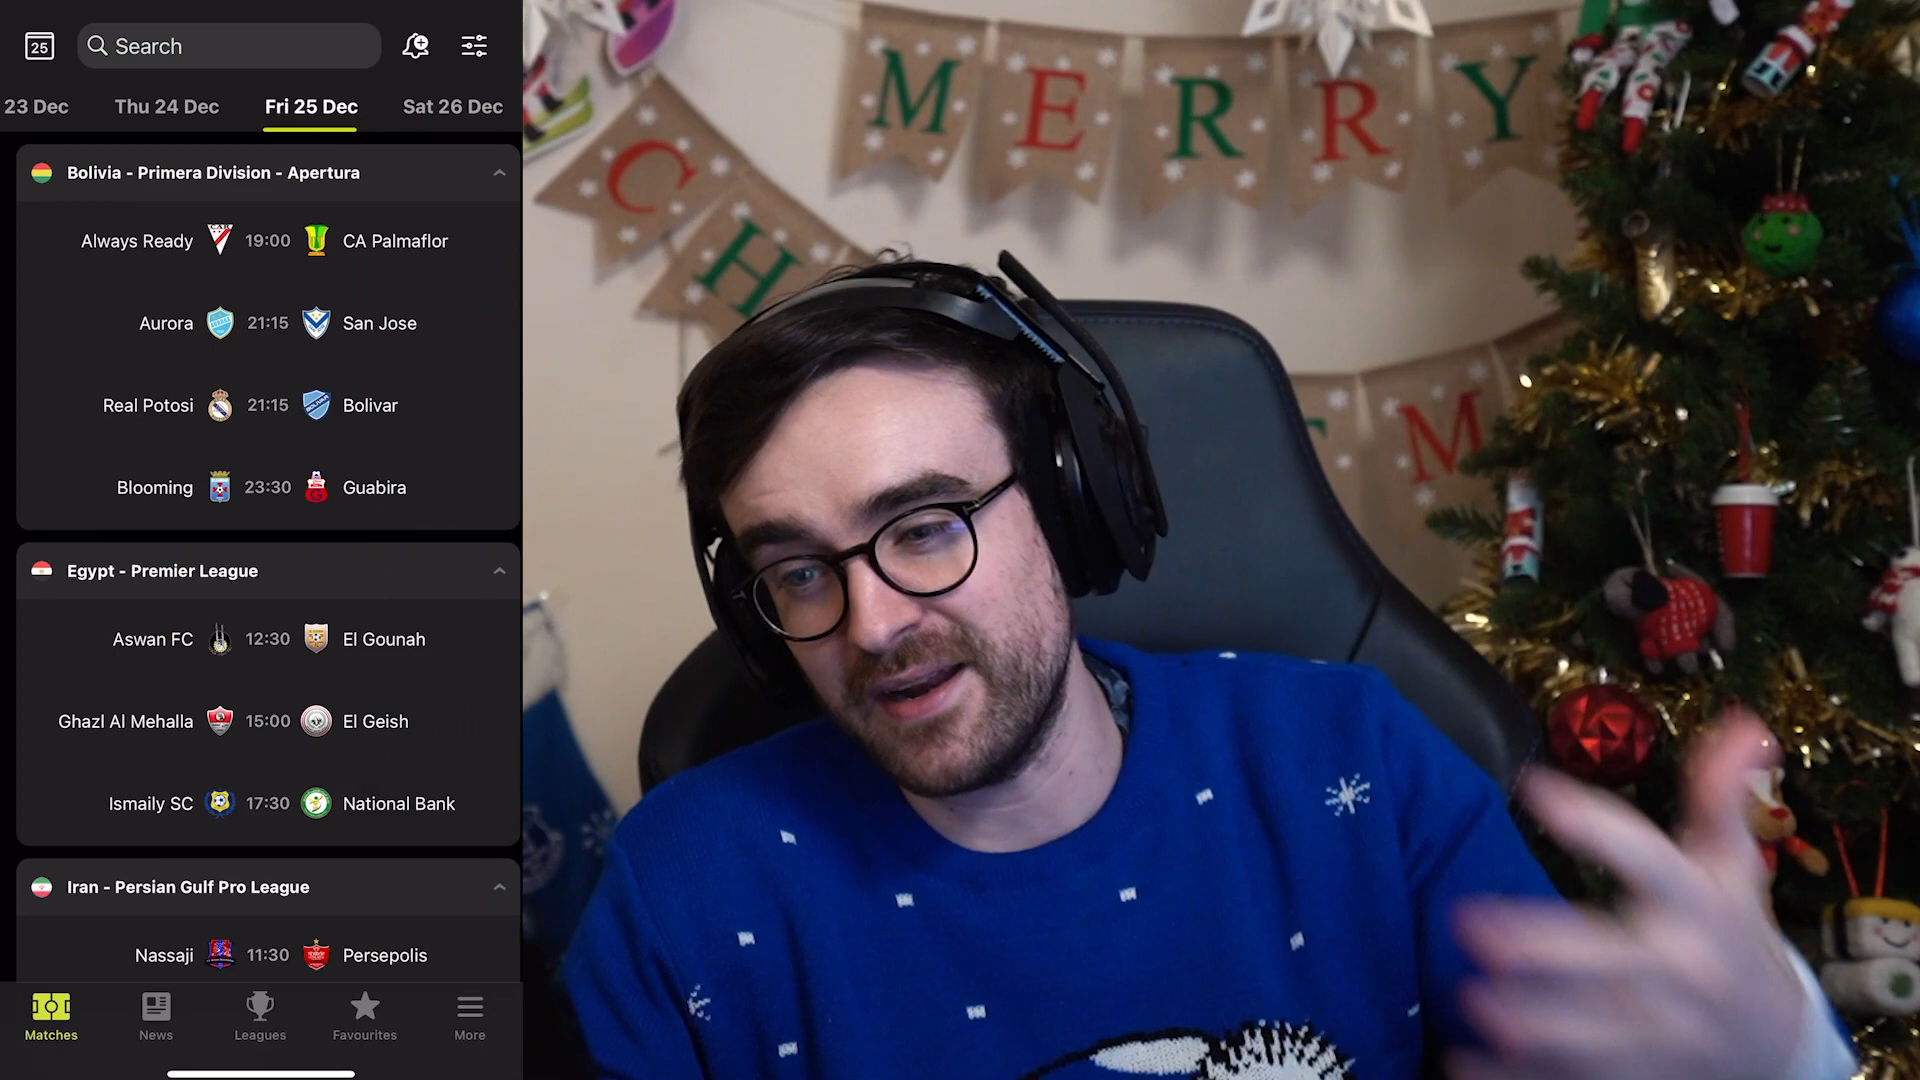 25
Search
23 Dec
Thu 24 Dec
Fri 25 Dec
Sat 26 Dec
Bolivia - Primera Division - Apertura
Always Ready 19:00 CA Palmaflor
Aurora 21:15 San Jose
Real Potosi 21:15 Bolivar
Blooming 23:30 Guabira
Egypt - Premier League
Aswan FC 12:30 El Gounah
Ghazl Al Mehalla 15:00 El Geish
Ismaily SC 17:30 National Bank
Iran - Persian Gulf Pro League
Nassaji 11:30 Persepolis
Matches
News
Leagues
Favourites
More
MERRY
CH
M